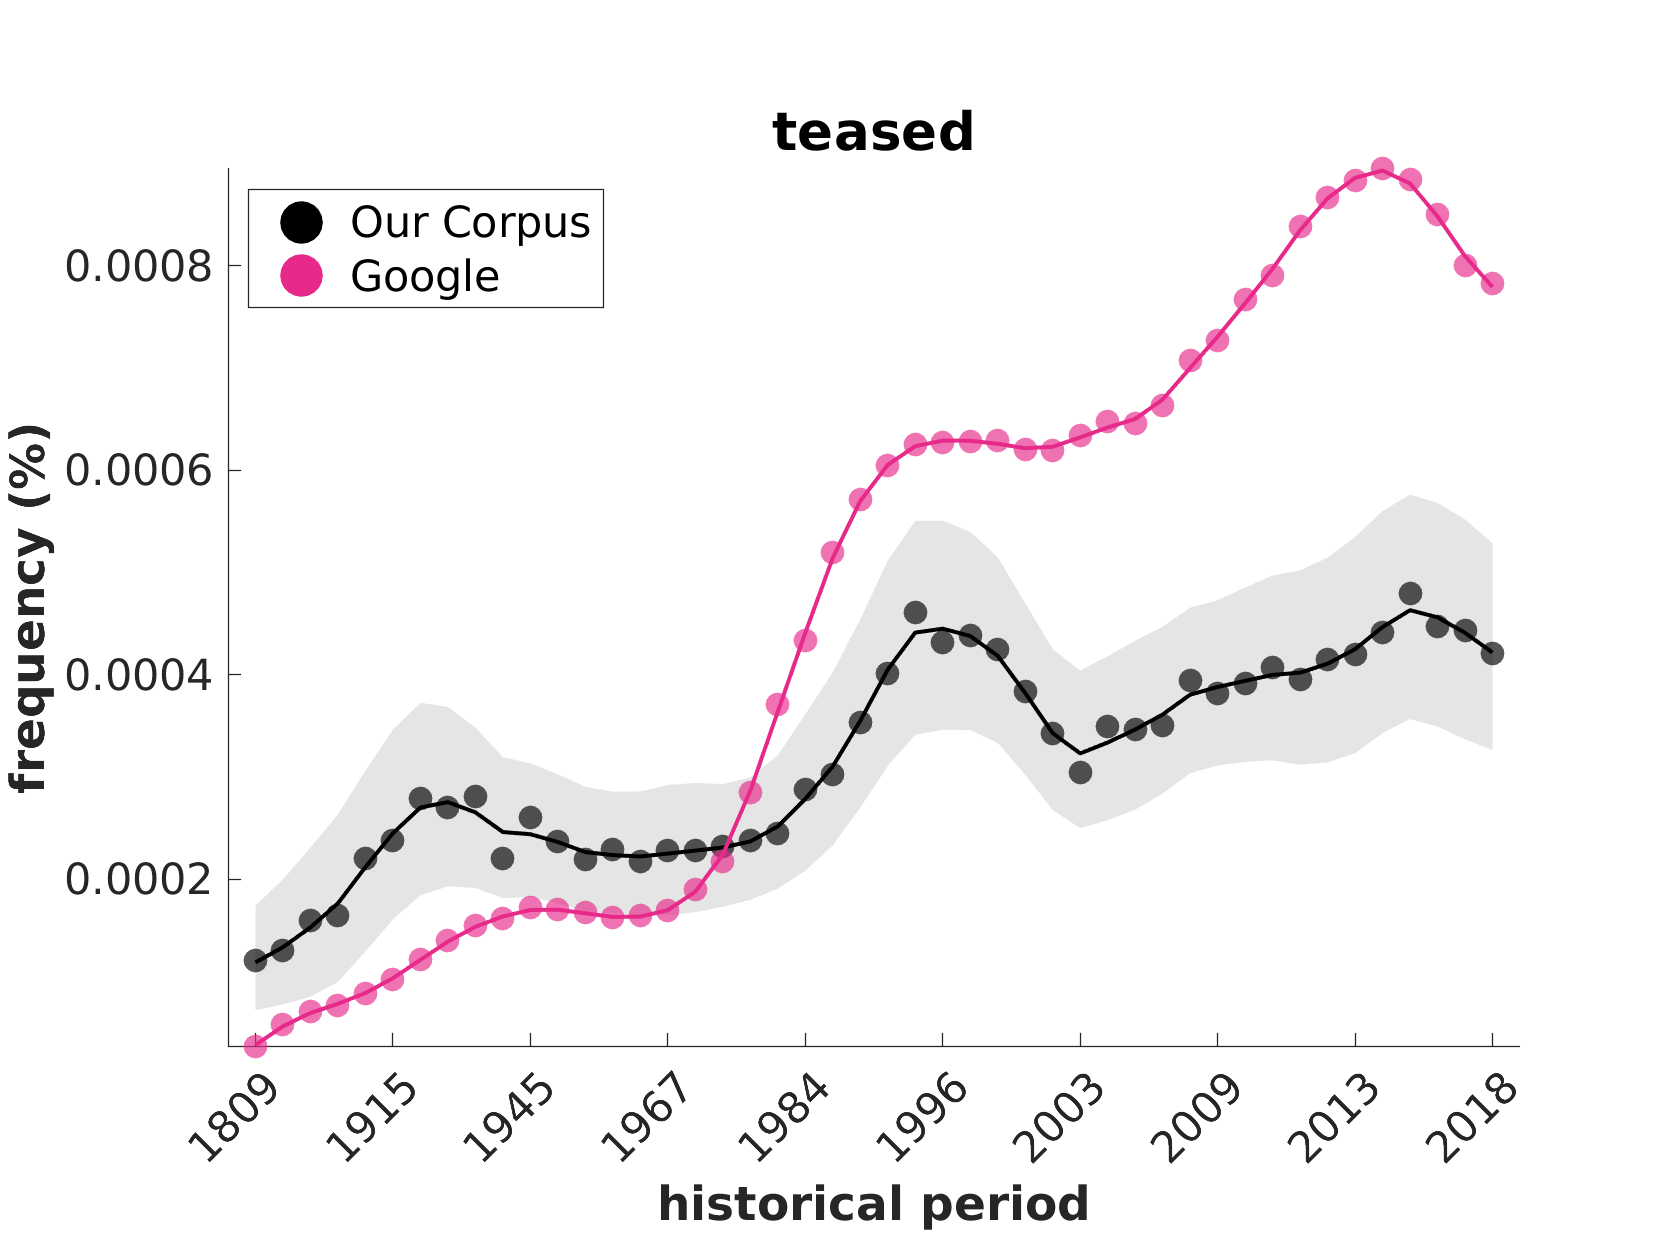 teased
Our Corpus
Google
frequency (%)
0.0008
0.0006
0.0004
0.0002
1809
1915
1945
1967
1984
1996
2003
2009
2013
2018
historical period